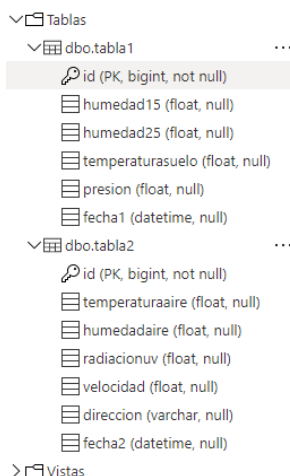 Tablas
dbo.tabla1 ...
id (PK, bigint, not null)
humedad15 (float, null)
humedad25 (float, null)
temperaturasuelo (float, null)
presion (float, null)
fecha1 (datetime, null)
dbo.tabla2 ...
id (PK, bigint, not null)
temperaturaaire (float, null)
humedadaire (float, null)
radiacionuv (float, null)
velocidad (float, null)
direccion (varchar, null)
fecha2 (datetime, null)
Vistas